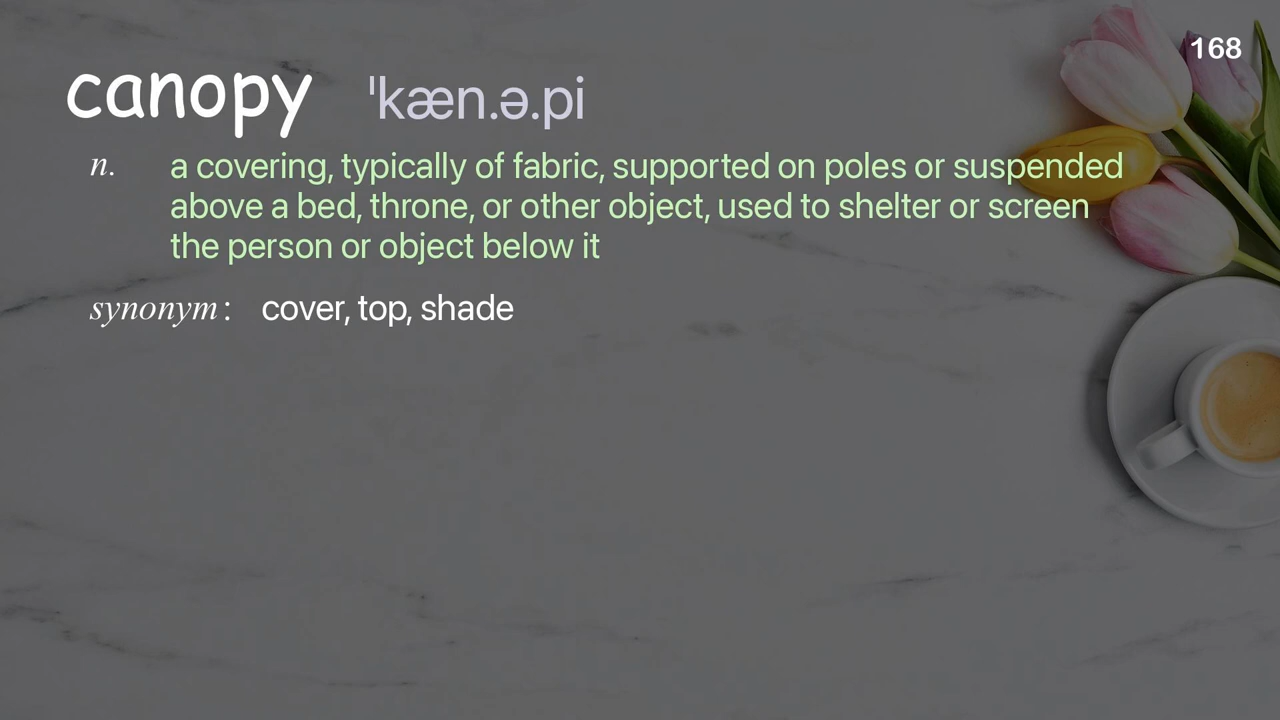 168
canopy ˈkæn.ə.pi
n. a covering, typically of fabric, supported on poles or suspended
above a bed, throne, or other object, used to shelter or screen
the person or object below it
synonym: cover, top, shade